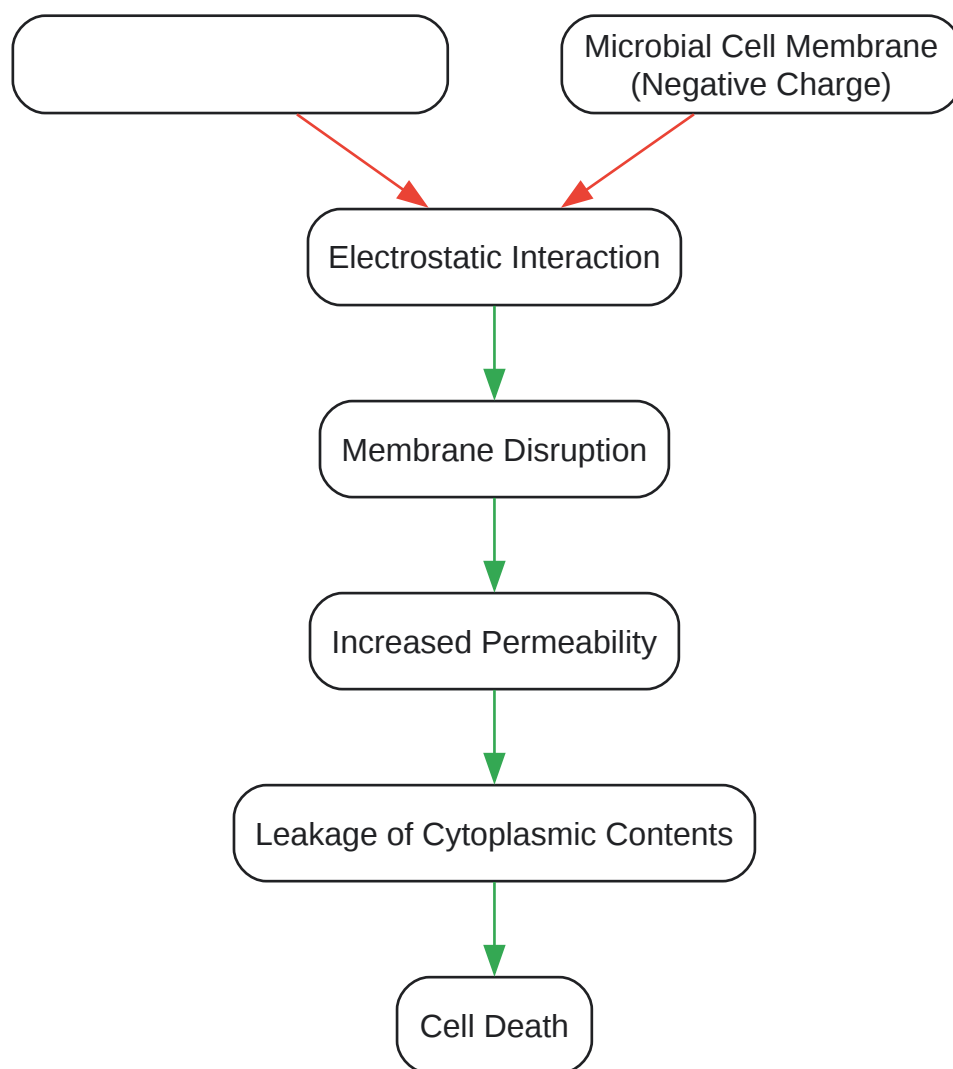 Microbial Cell Membrane
(Negative Charge)
Electrostatic Interaction
Membrane Disruption
Increased Permeability
Leakage of Cytoplasmic Contents
Cell Death